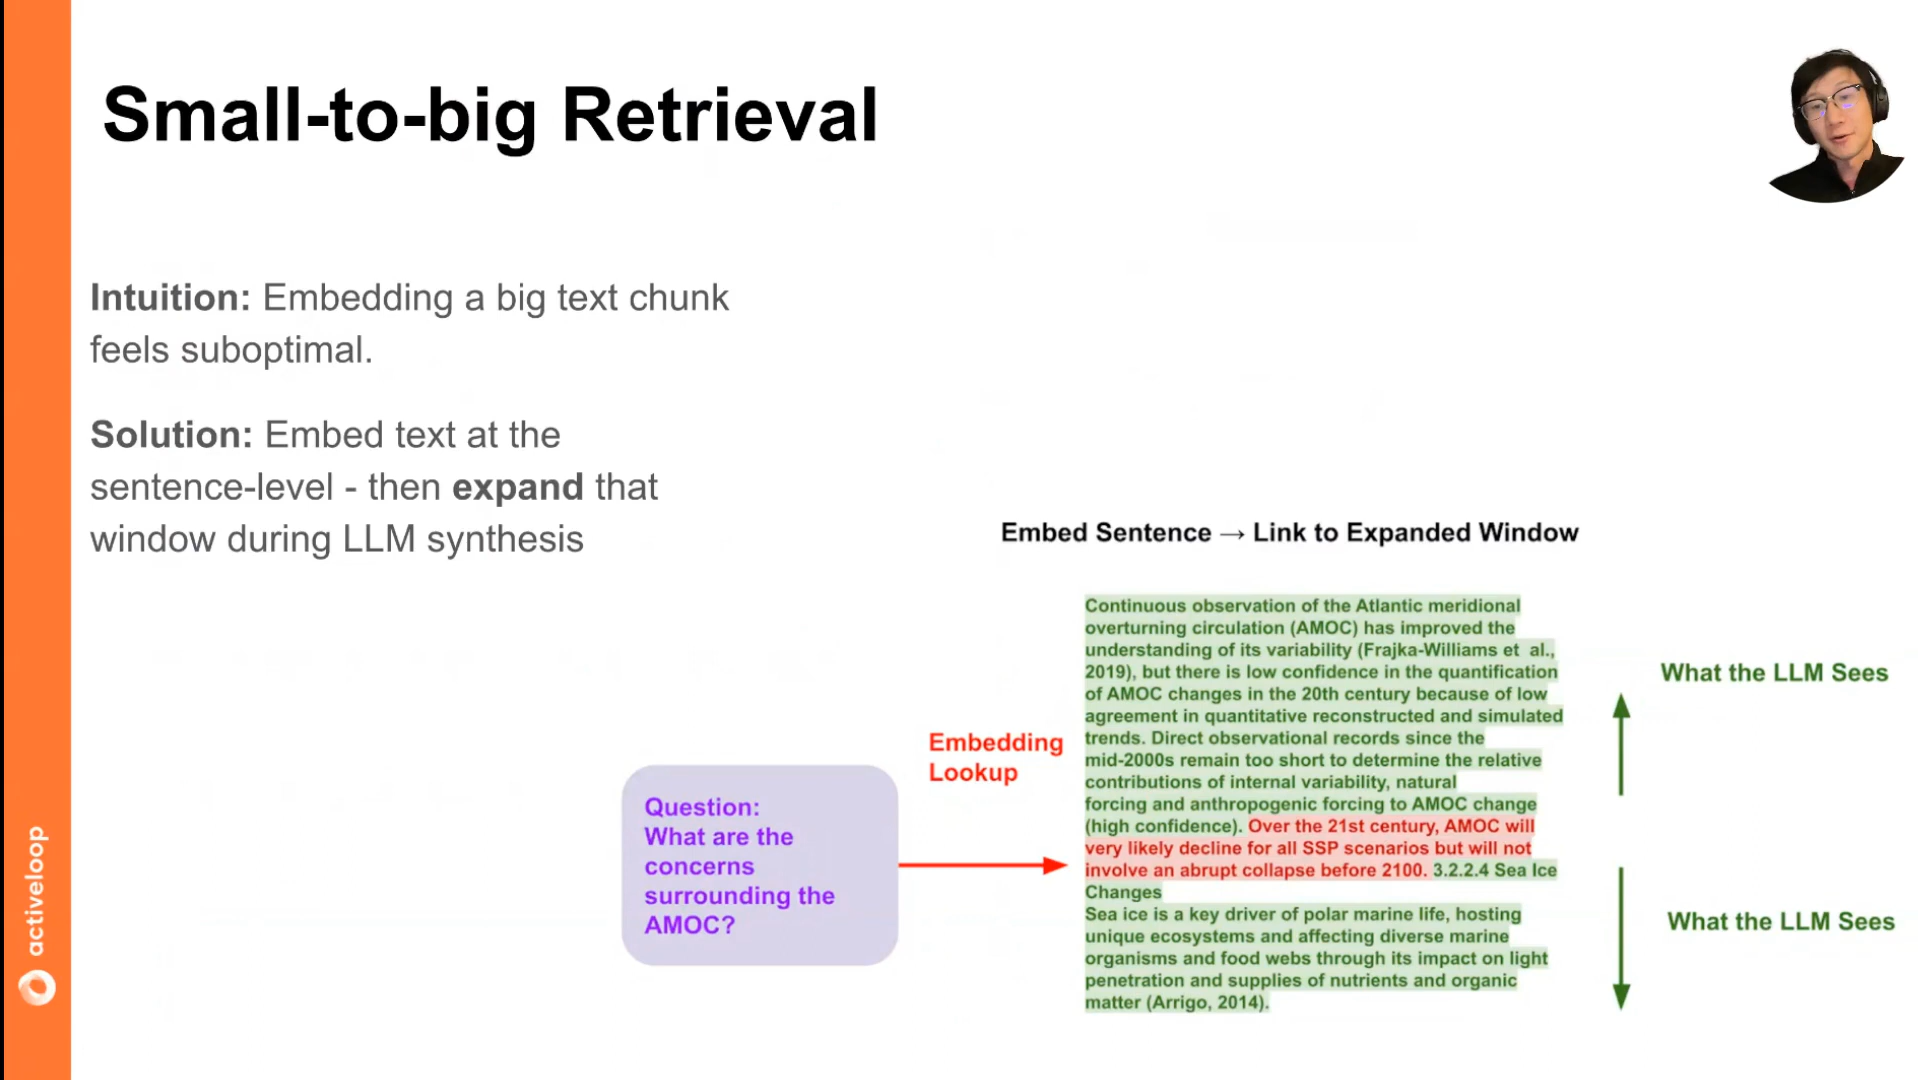 Small-to-big Retrieval
Intuition: Embedding a big text chunk
feels suboptimal.
Solution: Embed text at the
sentence-level - then expand that
window during LLM synthesis
Embed Sentence → Link to Expanded Window
Question:
What are the
concerns
surrounding the
AMOC?
Embedding
Lookup
Continuous observation of the Atlantic meridional
overturning circulation (AMOC) has improved the
understanding of its variability (Frajka-Williams et al.,
2019), but there is low confidence in the quantification
of AMOC changes in the 20th century because of low
agreement in quantitative reconstructed and simulated
trends. Direct observational records since the
mid-2000s remain too short to determine the relative
contributions of internal variability, natural
forcing and anthropogenic forcing to AMOC change
(high confidence). Over the 21st century, AMOC will
very likely decline for all SSP scenarios but will not
involve an abrupt collapse before 2100. 3.2.2.4 Sea Ice
Changes
Sea ice is a key driver of polar marine life, hosting
unique ecosystems and affecting diverse marine
organisms and food webs through its impact on light
penetration and supplies of nutrients and organic
matter (Arrigo, 2014).
What the LLM Sees
What the LLM Sees
activeloop